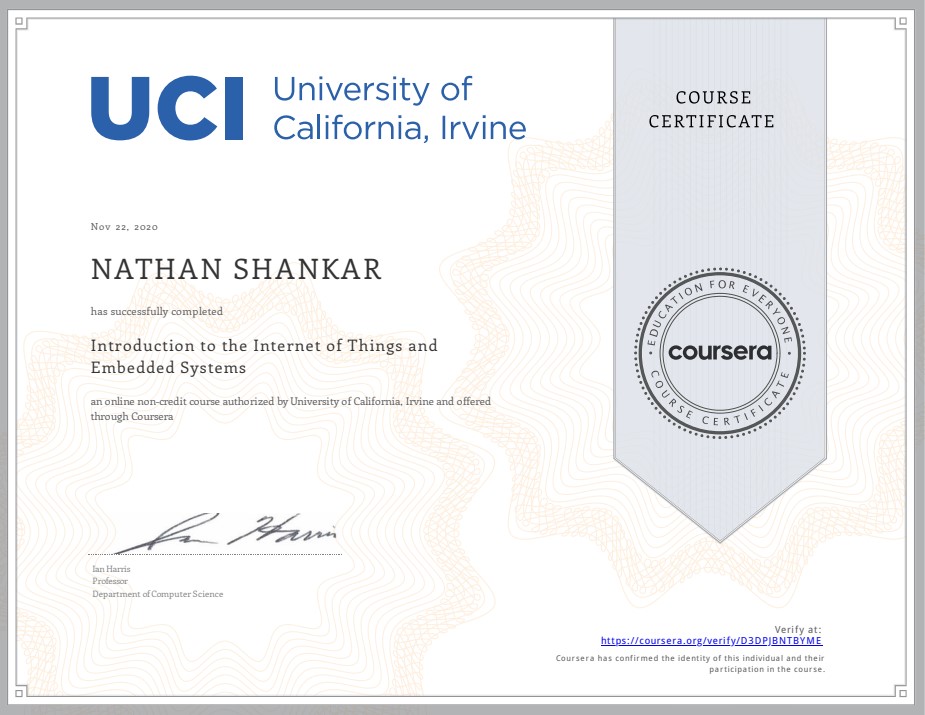 UCI
University of
California, Irvine
COURSE
CERTIFICATE
Nov 22, 2020
NATHAN SHANKAR
has successfully completed
Introduction to the Internet of Things and
Embedded Systems
an online non-credit course authorized by University of California, Irvine and offered
through Coursera
EDUCATION FOR EVERYONE
coursera
COURSE CERTIFICATE
Ian Harris
Ian Harris
Professor
Department of Computer Science
Verify at:
https://coursera.org/verify/D3DPJBNTBYME
Coursera has confirmed the identity of this individual and their
participation in the course.